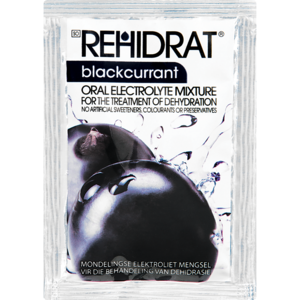 REHIDRAT®
blackcurrant
ORAL ELECTROLYTE MIXTURE
FOR THE TREATMENT OF DEHYDRATION
NO ARTIFICIAL SWEETENERS, COLOURANTS OR PRESERVATIVES
MONDELINGSE ELEKTROLIET MENGSEL
VIR DIE BEHANDELING VAN DEHIDRASIE